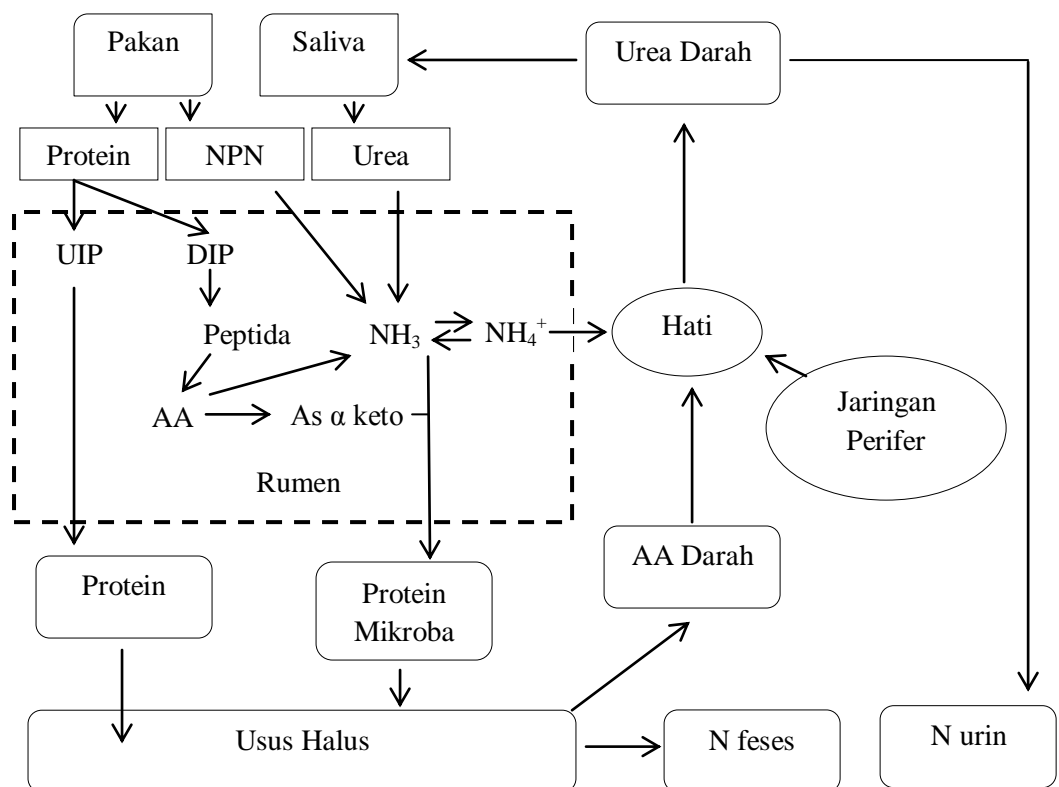 Pakan
Saliva
Urea Darah
Protein
NPN
Urea
UIP
DIP
Peptida
NH₃
NH₄⁺
Hati
AA
As α keto
Jaringan
Perifer
Rumen
Protein
Protein
Mikroba
AA Darah
Usus Halus
N feses
N urin